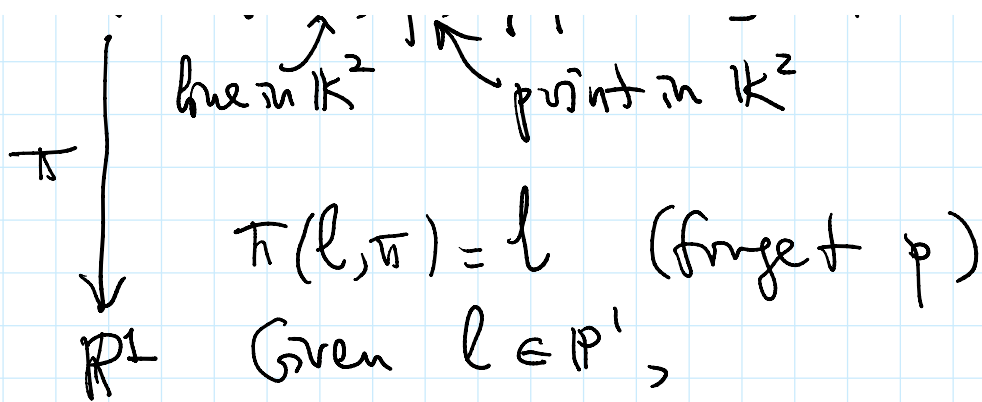 line in 𝕂² point in 𝕂²
π
π(l,π) = l (forget p)
ℙ¹ Given l ∈ ℙ¹,